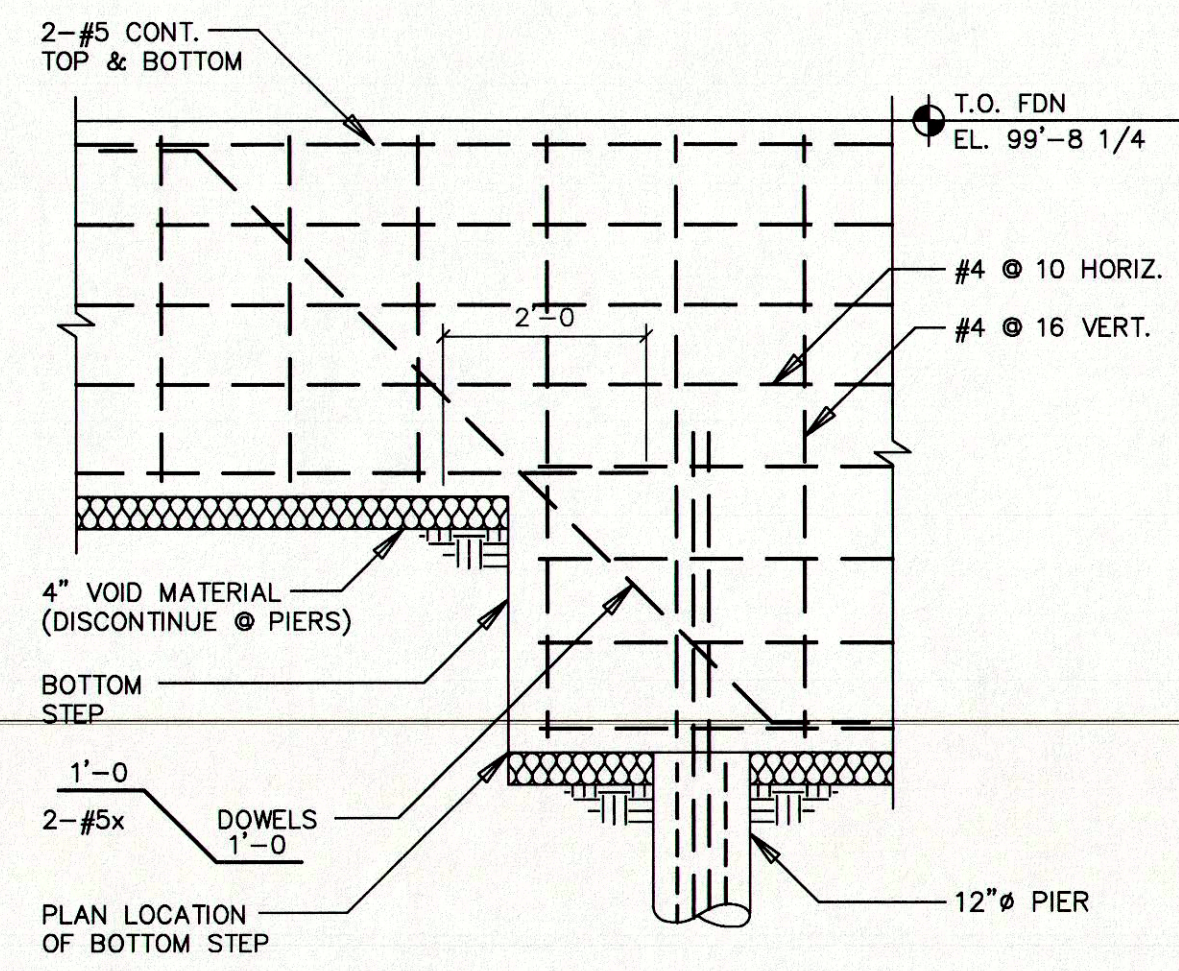 2-#5 CONT.
TOP & BOTTOM
T.O. FDN
EL. 99'-8 1/4
#4 @ 10 HORIZ.
2'-0
#4 @ 16 VERT.
4" VOID MATERIAL
(DISCONTINUE @ PIERS)
BOTTOM
STEP
1'-0
2-#5x
DOWELS
1'-0
12"ø PIER
PLAN LOCATION
OF BOTTOM STEP